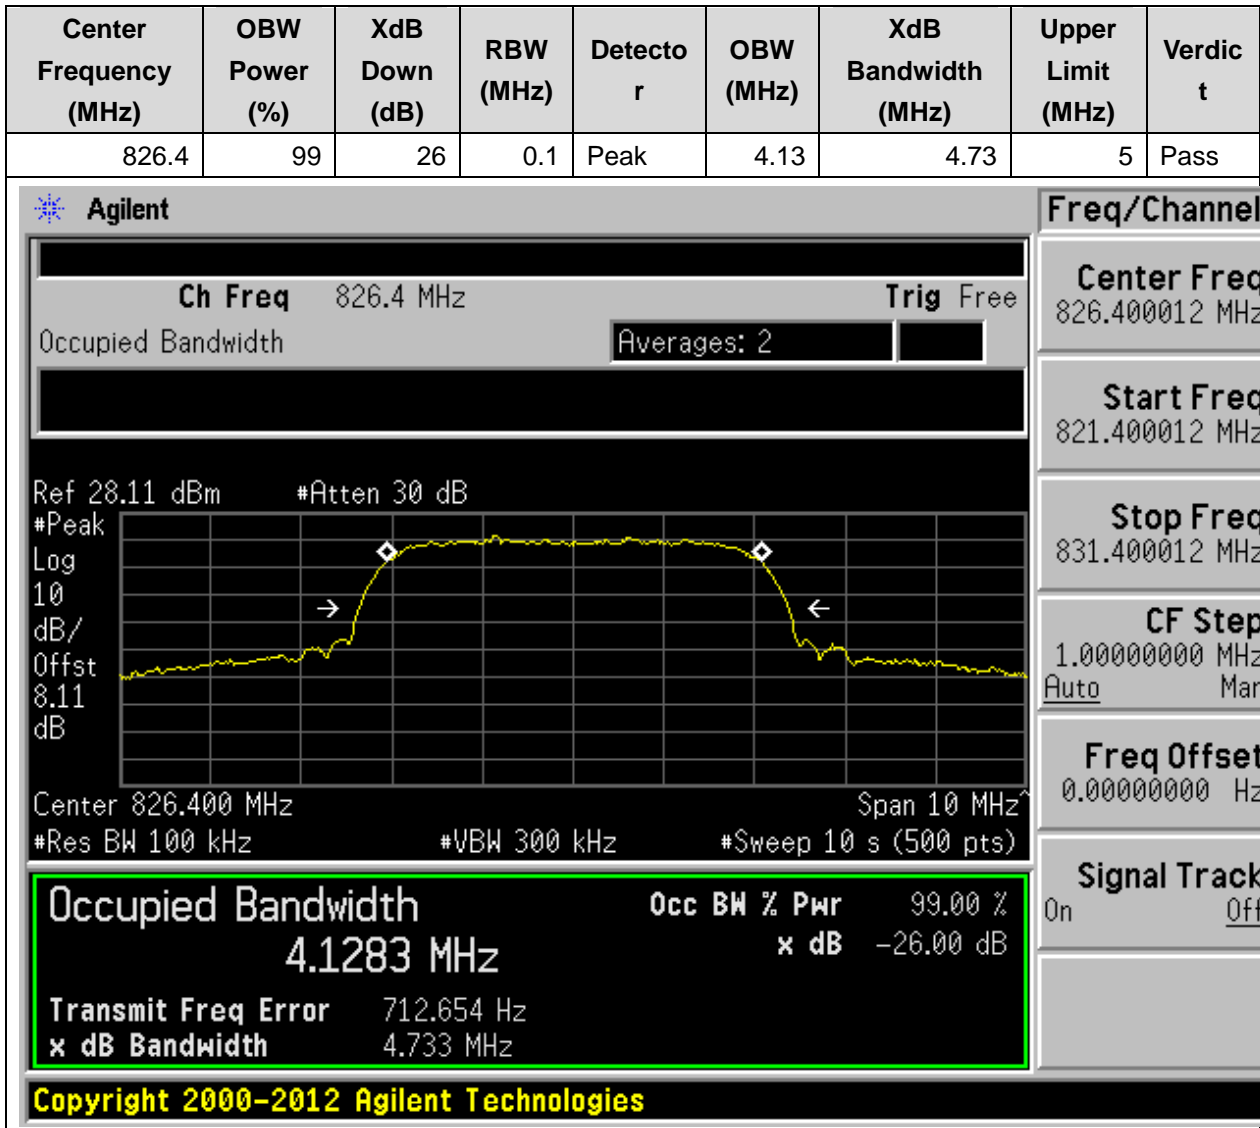 Center Frequency (MHz) OBW Power (%) XdB Down (dB) RBW (MHz) Detecto r OBW (MHz) XdB Bandwidth (MHz) Upper Limit (MHz) Verdic t
826.4 99 26 0.1 Peak 4.13 4.73 5 Pass
Agilent
Freq/Channel
Ch Freq 826.4 MHz Trig Free
Occupied Bandwidth Averages: 2
Ref 28.11 dBm #Atten 30 dB
#Peak
Log
10
dB/
Offst
8.11
dB
Center 826.400 MHz Span 10 MHz^
#Res BW 100 kHz #VBW 300 kHz #Sweep 10 s (500 pts)
Occupied Bandwidth Occ BW % Pwr 99.00 %
4.1283 MHz x dB -26.00 dB
Transmit Freq Error 712.654 Hz
x dB Bandwidth 4.733 MHz
Center Freq
826.400012 MHz
Start Freq
821.400012 MHz
Stop Freq
831.400012 MHz
CF Step
1.00000000 MHz
Auto Man
Freq Offset
0.00000000 Hz
Signal Track
On Off
Copyright 2000-2012 Agilent Technologies